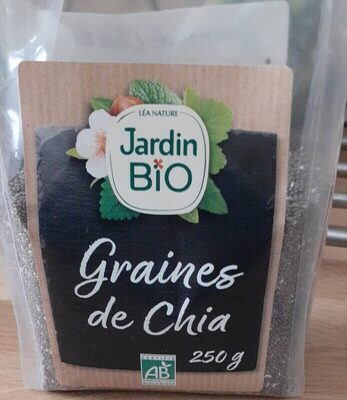 LÉA NATURE
Jardin
BiO
Graines
de Chia
250 g
AB